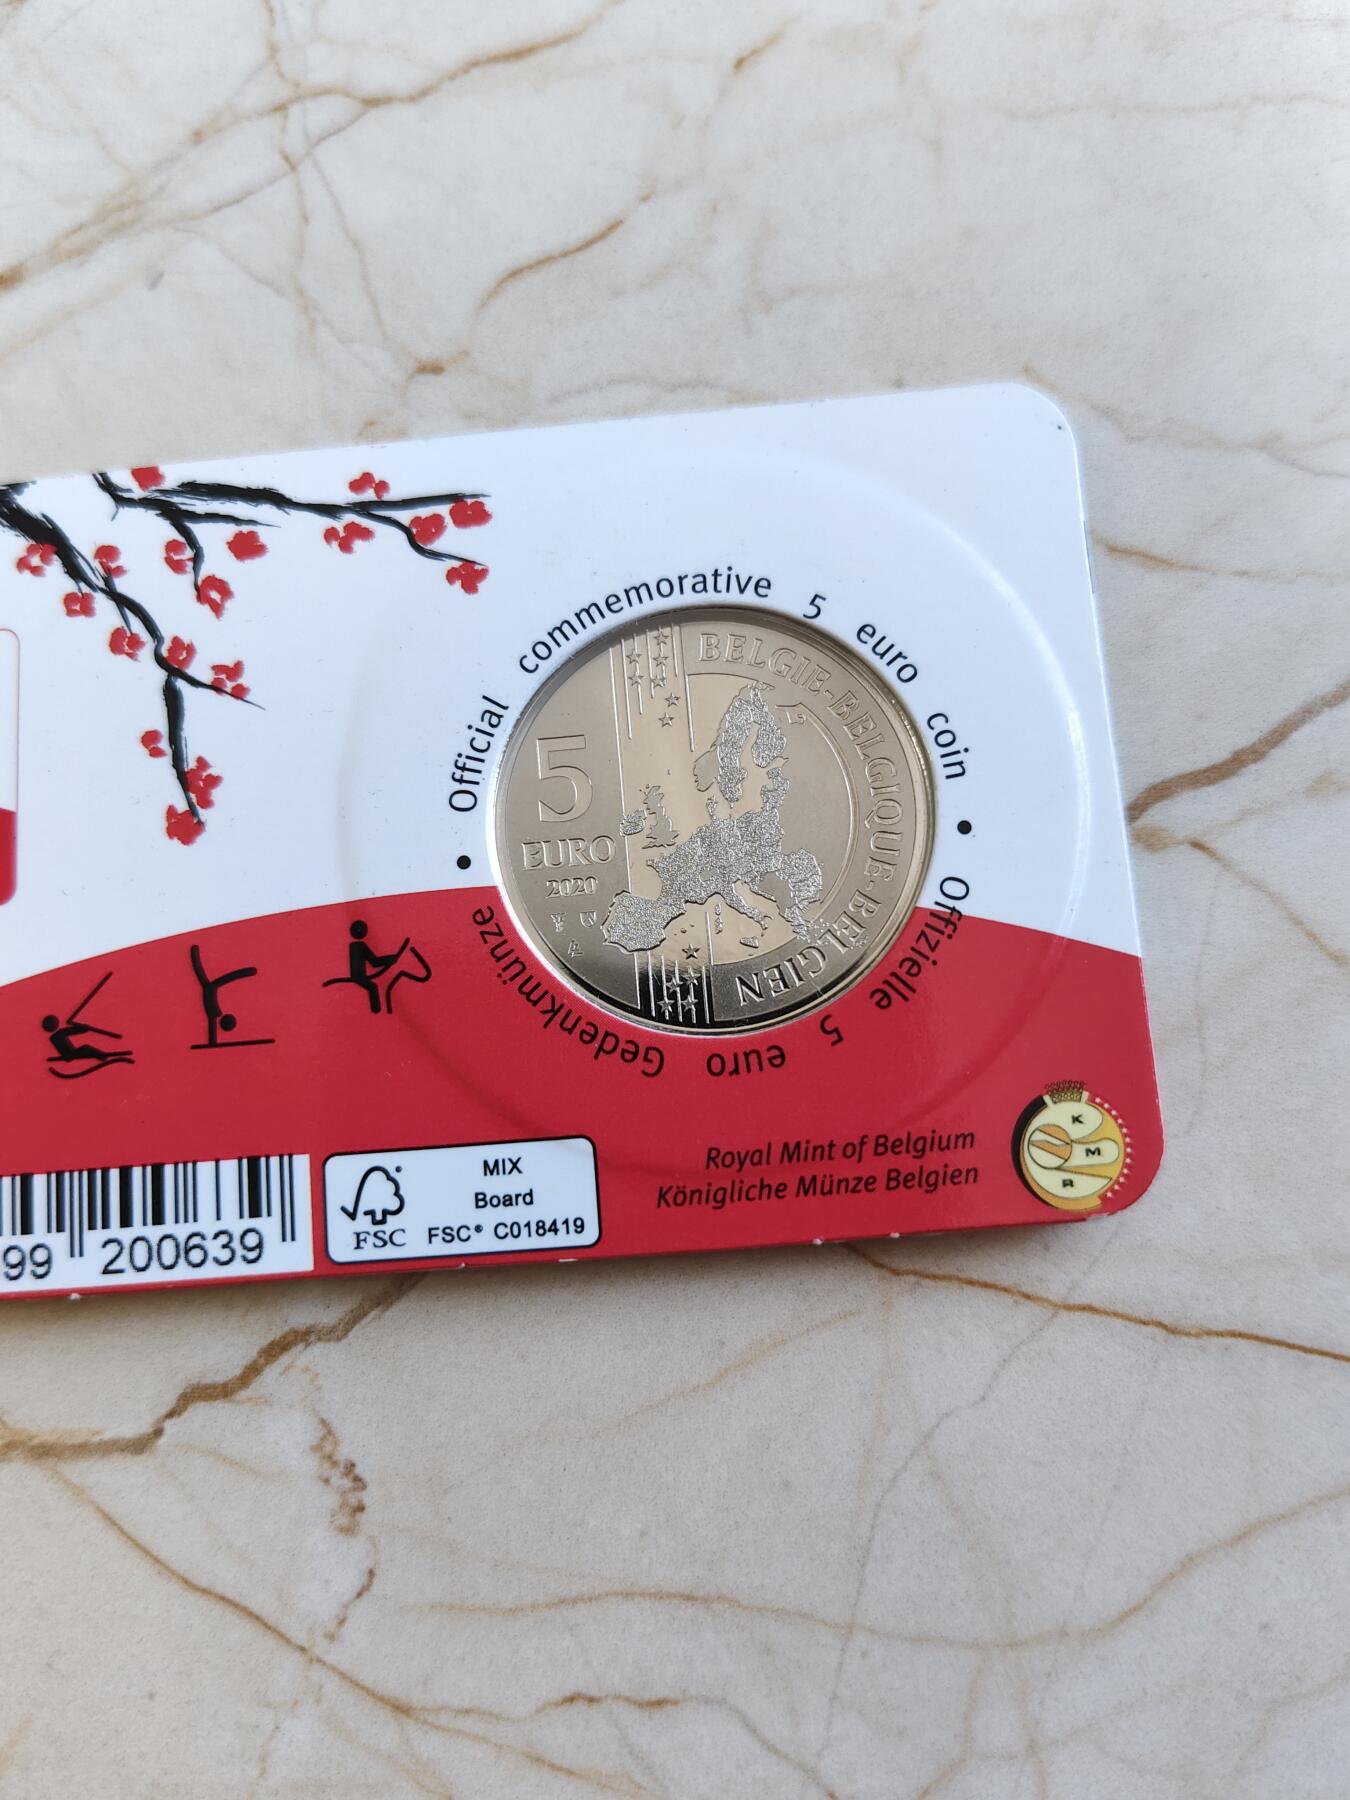 Official commemorative 5 euro coin • Offizielle 5 euro Gedenkmünze •
BELGIE-BELGIQUE-BELGIEN
5
EURO
2020
MIX
Board
FSC FSC® C018419
99 200639
Royal Mint of Belgium
Königliche Münze Belgien
K
M
R